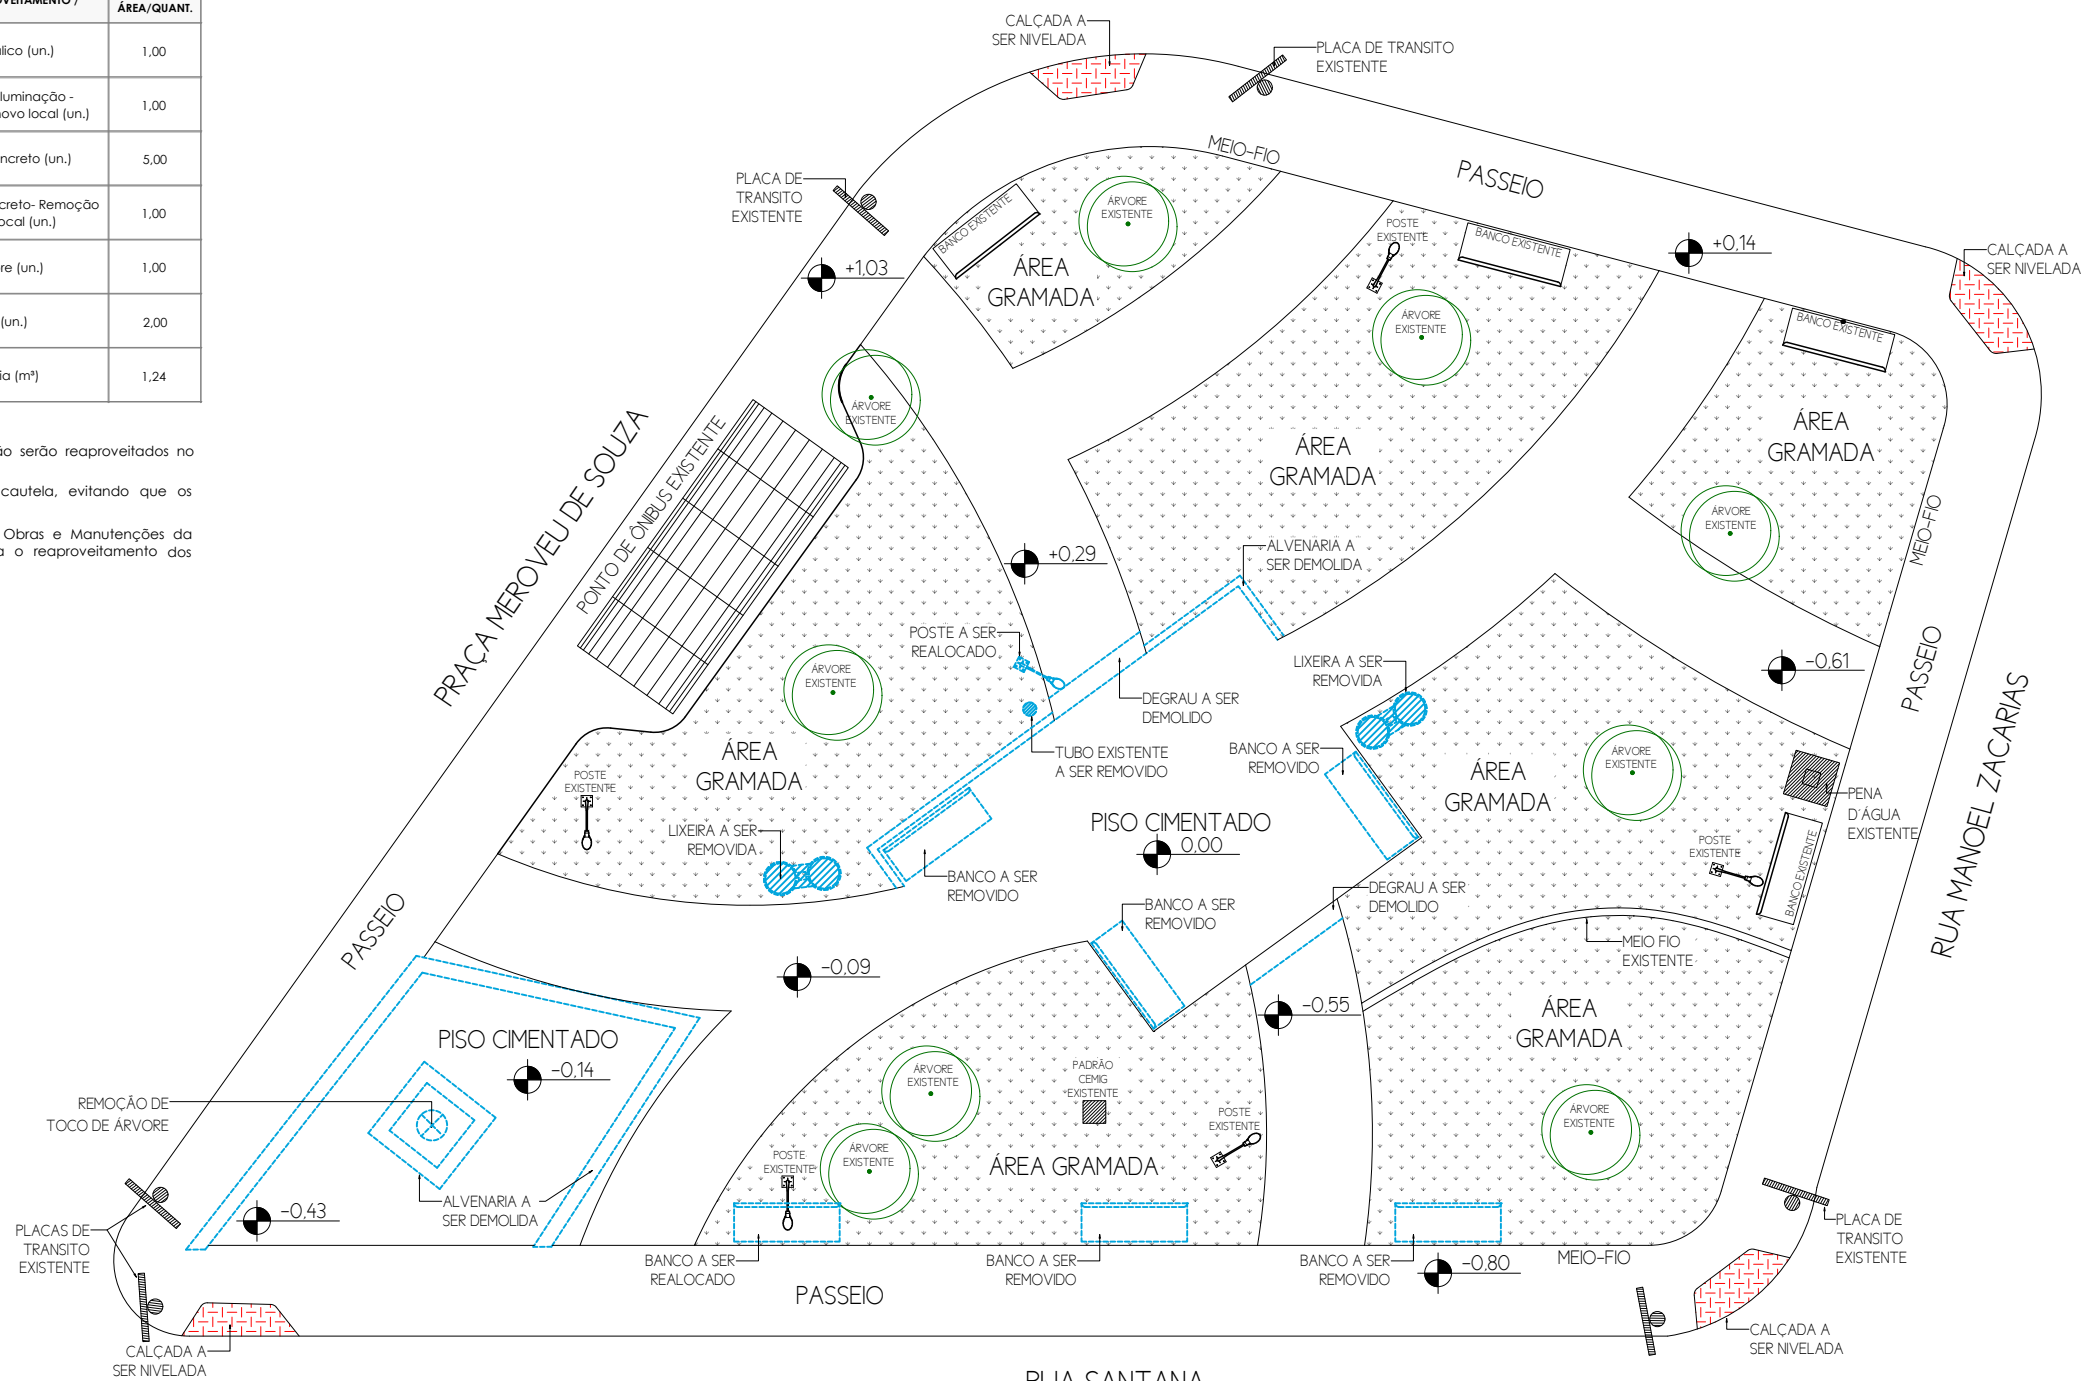 ÁREA/QUANT.
1,00
novo local (un.)
1,00
5,00
1,00
1,00
(un.)
2,00
(m³)
1,24
serão reaproveitados no
cautela, evitando que os
Obras e Manutenções da
o reaproveitamento dos
CALÇADA A
SER NIVELADA
PLACA DE TRANSITO
EXISTENTE
MEIO-FIO
PASSEIO
PLACA DE
TRANSITO
EXISTENTE
BANCO EXISTENTE
ÁRVORE
EXISTENTE
POSTE
EXISTENTE
BANCO EXISTENTE
+0,14
CALÇADA A
SER NIVELADA
+1,03
ÁREA
GRAMADA
ÁRVORE
EXISTENTE
BANCO EXISTENTE
ÁRVORE
EXISTENTE
PRAÇA MEROVEU DE SOUZA
PONTO DE ÔNIBUS EXISTENTE
ÁREA
GRAMADA
ÁREA
GRAMADA
ÁRVORE
EXISTENTE
MEIO-FIO
+0,29
ALVENARIA A
SER DEMOLIDA
POSTE A SER
REALOCADO
ÁRVORE
EXISTENTE
LIXEIRA A SER
REMOVIDA
-0,61
PASSEIO
RUA MANOEL ZACARIAS
DEGRAU A SER
DEMOLIDO
TUBO EXISTENTE
A SER REMOVIDO
BANCO A SER
REMOVIDO
ÁREA
GRAMADA
POSTE
EXISTENTE
ÁREA
GRAMADA
ÁRVORE
EXISTENTE
PENA
D'ÁGUA
EXISTENTE
LIXEIRA A SER
REMOVIDA
PISO CIMENTADO
0,00
POSTE
EXISTENTE
BANCO EXISTENTE
BANCO A SER
REMOVIDO
BANCO A SER
REMOVIDO
DEGRAU A SER
DEMOLIDO
PASSEIO
MEIO FIO
EXISTENTE
-0,09
-0,55
ÁREA
GRAMADA
PISO CIMENTADO
-0,14
ÁRVORE
EXISTENTE
PADRÃO
CEMIG
EXISTENTE
REMOÇÃO DE
TOCO DE ÁRVORE
POSTE
EXISTENTE
ÁRVORE
EXISTENTE
ÁRVORE
EXISTENTE
POSTE
EXISTENTE
ÁREA GRAMADA
ALVENARIA A
SER DEMOLIDA
-0,43
PLACAS DE
TRANSITO
EXISTENTE
PLACA DE
TRANSITO
EXISTENTE
BANCO A SER
REALOCADO
BANCO A SER
REMOVIDO
BANCO A SER
REMOVIDO
-0,80
MEIO-FIO
PASSEIO
CALÇADA A
SER NIVELADA
CALÇADA A
SER NIVELADA
RUA SANTANA